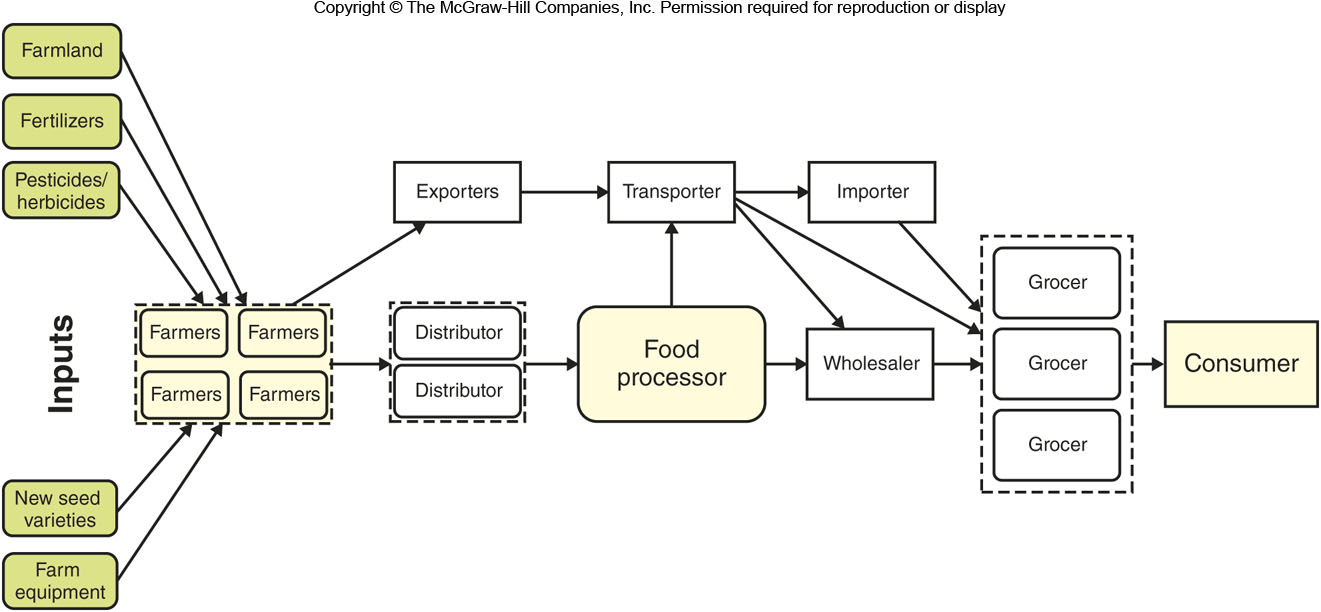 Copyright © The McGraw-Hill Companies, Inc. Permission required for reproduction or display
Farmland
Fertilizers
Pesticides/
herbicides
Inputs
New seed
varieties
Farm
equipment
Farmers
Farmers
Farmers
Farmers
Exporters
Transporter
Importer
Distributor
Distributor
Food
processor
Wholesaler
Grocer
Grocer
Grocer
Consumer